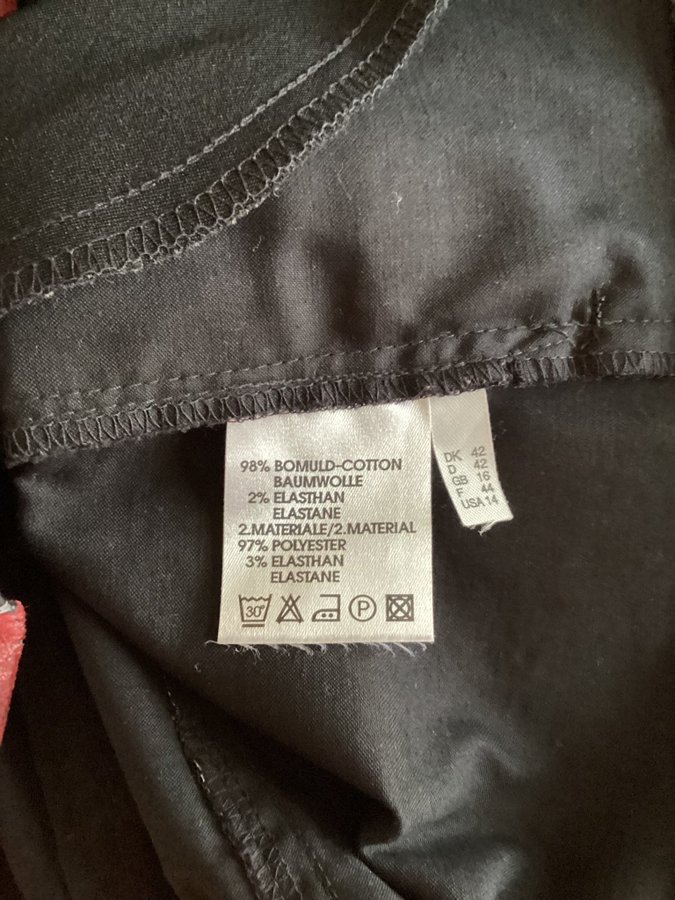 98% BOMULD-COTTON
BAUMWOLLE
2% ELASTHAN
ELASTANE
2.MATERIALE/2.MATERIAL
97% POLYESTER
3% ELASTHAN
ELASTANE
30°
P
DK 42
D 42
GB 16
F 44
USA 14